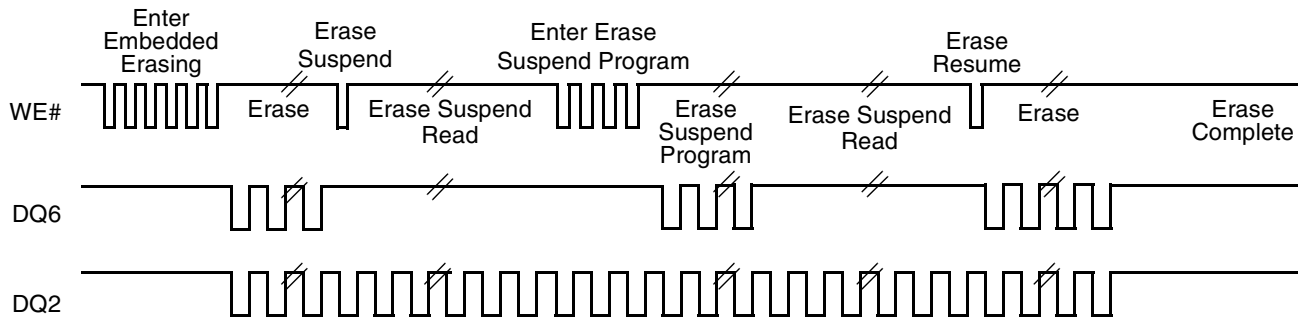 Enter
Embedded
Erasing
Erase
Suspend
Enter Erase
Suspend Program
Erase
Resume
WE#
Erase
Erase Suspend
Read
Erase
Suspend
Program
Erase Suspend
Read
Erase
Erase
Complete
DQ6
DQ2